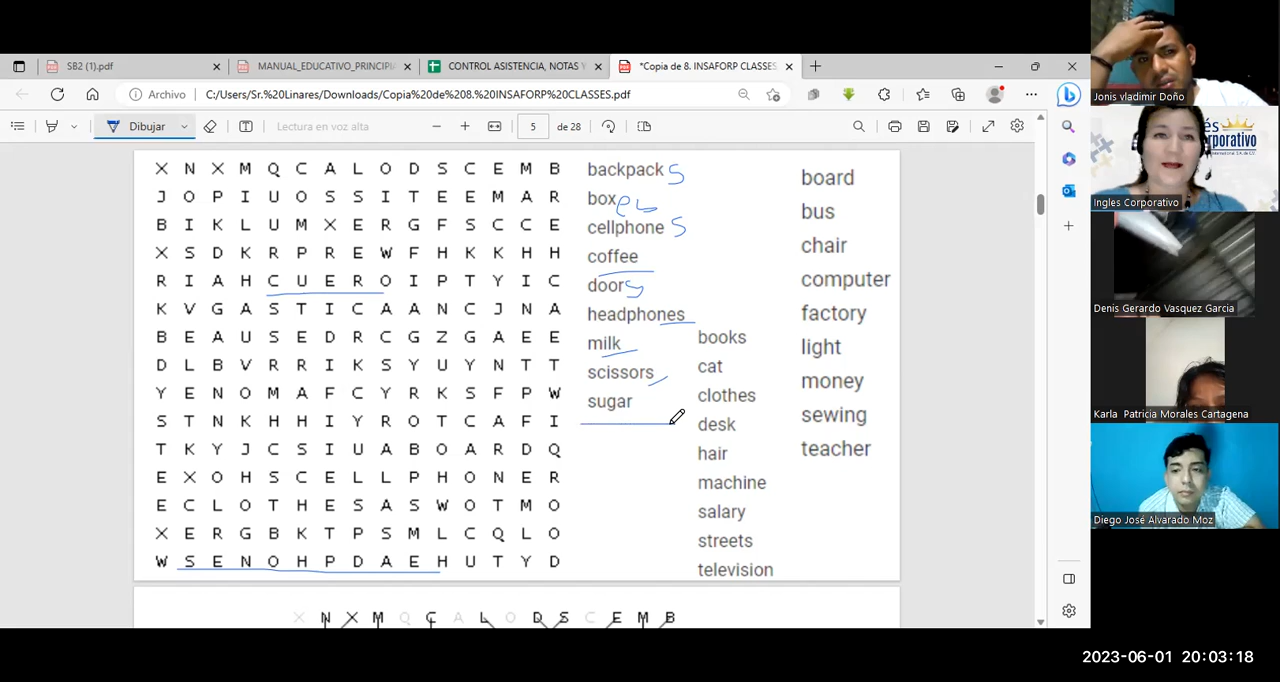 SB2 (1).pdf
MANUAL_EDUCATIVO_PRINCIPI
CONTROL ASISTENCIA, NOTAS Y
*Copia de 8. INSAFORP CLASSES.
Archivo
C:/Users/Sr.%20Linares/Downloads/Copia%20de%208.%20INSAFORP%20CLASSES.pdf
Dibujar
Lectura en voz alta
5
de 28
X N X M Q C A L O D S C E M B
J O P I U O S S I T E E M A R
B I K L U M X E R G F S C C E
X S D K R P R E W F H K K H H
R I A H C U E R O I P T Y I C
K V G A S T I C A A N C J N A
B E A U S E D R C G Z G A E E
D L B V R R I K S Y U Y N T T
Y E N O M A F C Y R K S F P W
S T N K H H I Y R O T C A F I
T K Y J C S I U A B O A R D Q
E X O H S C E L L P H O N E R
E C L O T H E S A S W O T M O
X E R G B K T P S M L C Q L O
W S E N O H P D A E H U T Y D
backpack s
box es
cellphone s
coffee
door s
headphones
milk
scissors
sugar
books
cat
clothes
desk
hair
machine
salary
streets
television
board
bus
chair
computer
factory
light
money
sewing
teacher
X N X M Q C A L O D S C E M B
Jonis vladimir Doño
és
orporativo
Ingles Corporativo
Denis Gerardo Vasquez Garcia
Karla Patricia Morales Cartagena
Diego José Alvarado Moz
2023-06-01 20:03:18